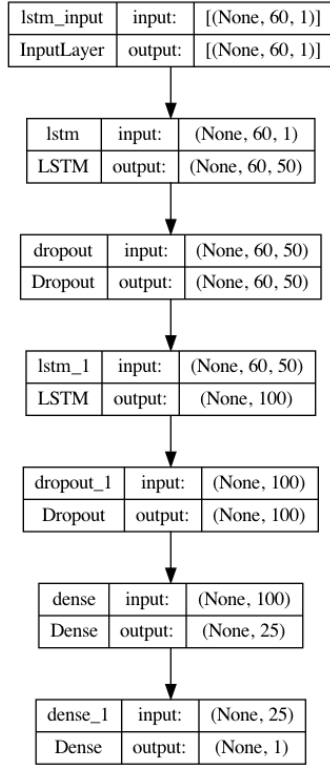 lstm_input input: [(None, 60, 1)]
InputLayer output: [(None, 60, 1)]
lstm input: (None, 60, 1)
LSTM output: (None, 60, 50)
dropout input: (None, 60, 50)
Dropout output: (None, 60, 50)
lstm_1 input: (None, 60, 50)
LSTM output: (None, 100)
dropout_1 input: (None, 100)
Dropout output: (None, 100)
dense input: (None, 100)
Dense output: (None, 25)
dense_1 input: (None, 25)
Dense output: (None, 1)